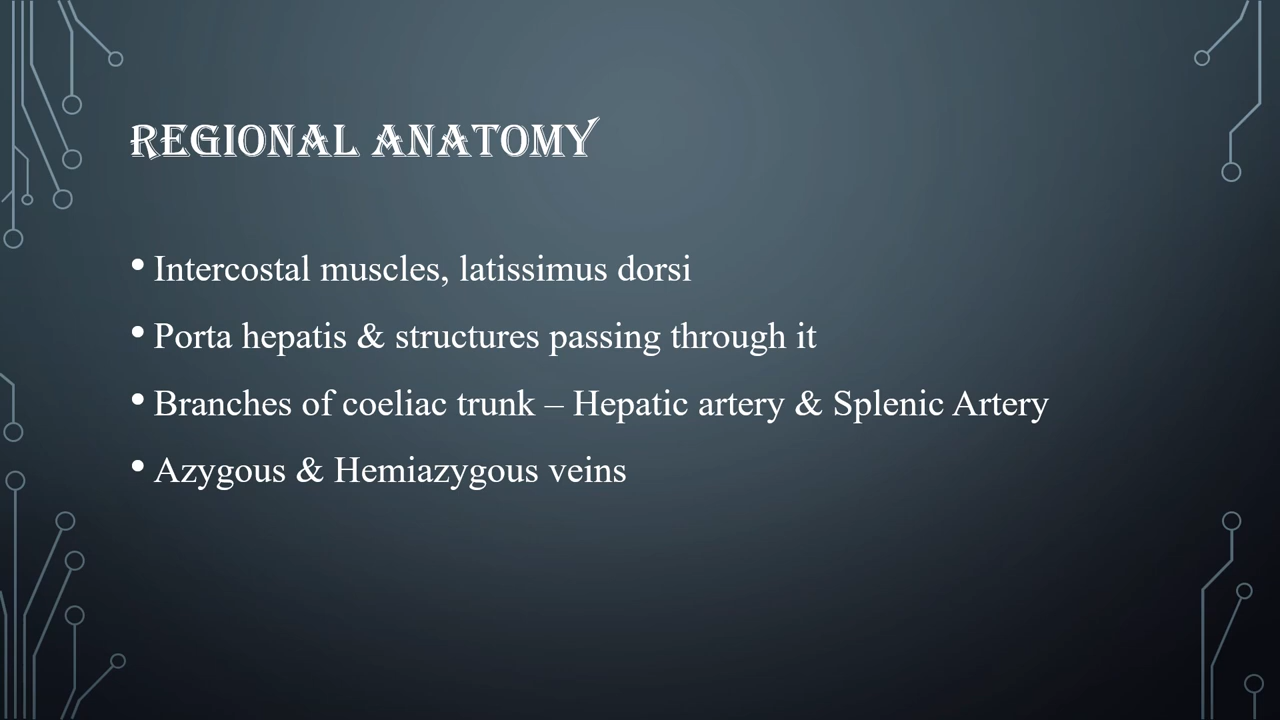 REGIONAL ANATOMY
• Intercostal muscles, latissimus dorsi
• Porta hepatis & structures passing through it
• Branches of coeliac trunk – Hepatic artery & Splenic Artery
• Azygous & Hemiazygous veins